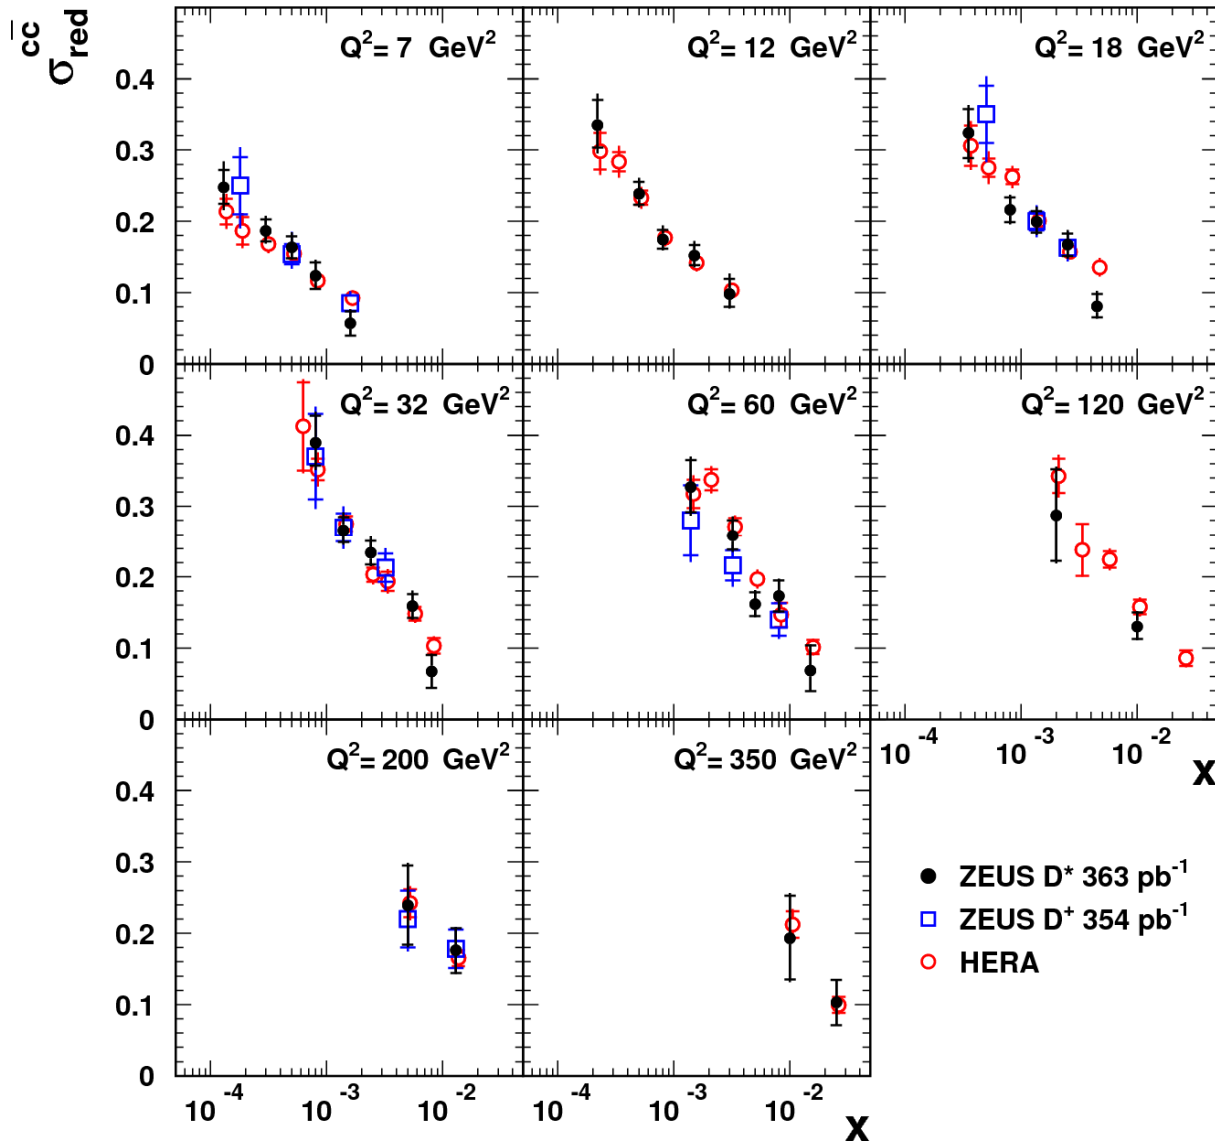 σ_red^{cc̄}
Q²= 7 GeV²
Q²= 12 GeV²
Q²= 18 GeV²
0.4
0.3
0.2
0.1
0
Q²= 32 GeV²
Q²= 60 GeV²
Q²= 120 GeV²
0.4
0.3
0.2
0.1
0
10⁻⁴ 10⁻³ 10⁻²
x
Q²= 200 GeV²
Q²= 350 GeV²
0.4
0.3
0.2
0.1
0
ZEUS D* 363 pb⁻¹
ZEUS D⁺ 354 pb⁻¹
HERA
10⁻⁴ 10⁻³ 10⁻²
10⁻⁴ 10⁻³ 10⁻²
x